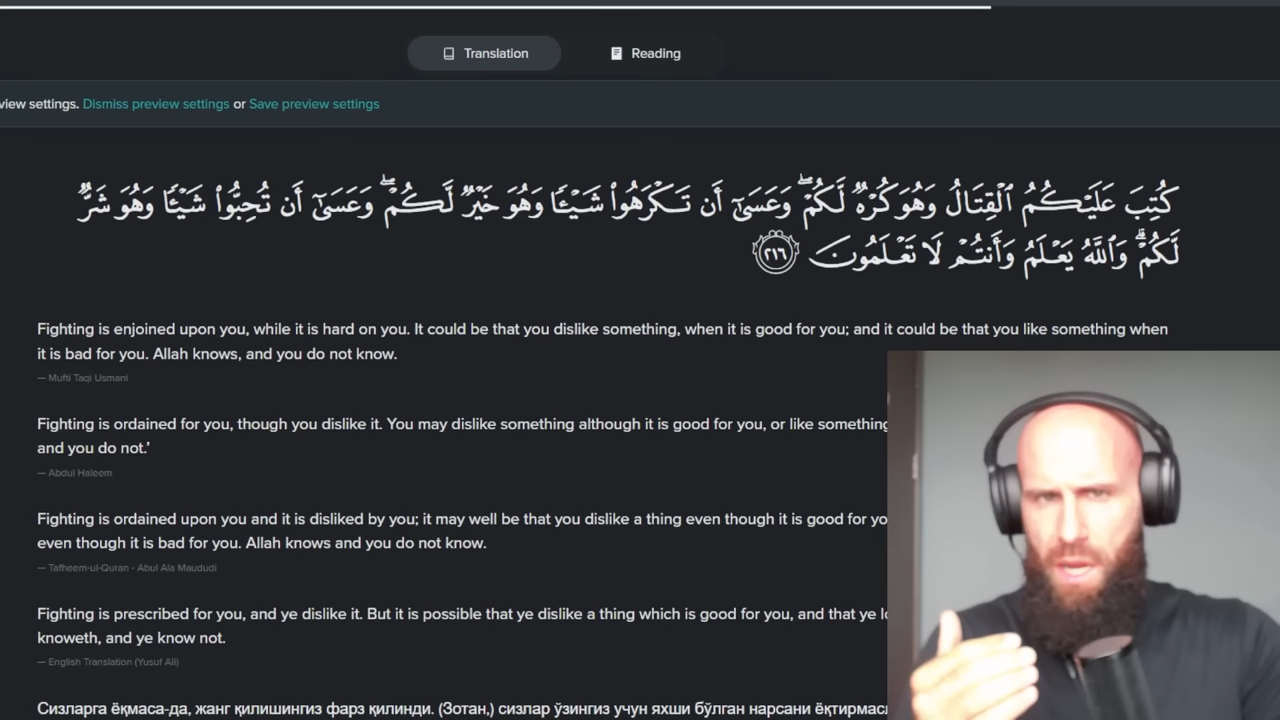 Translation
Reading
view settings. Dismiss preview settings or Save preview settings
كُتِبَ عَلَيْكُمُ ٱلْقِتَالُ وَهُوَ كُرْهٌ لَّكُمْ ۖ وَعَسَىٰٓ أَن تَكْرَهُوا۟ شَيْـًٔا وَهُوَ خَيْرٌ لَّكُمْ ۖ وَعَسَىٰٓ أَن تُحِبُّوا۟ شَيْـًٔا وَهُوَ شَرٌّ
لَّكُمْ ۗ وَٱللَّهُ يَعْلَمُ وَأَنتُمْ لَا تَعْلَمُونَ ٢١٦
Fighting is enjoined upon you, while it is hard on you. It could be that you dislike something, when it is good for you; and it could be that you like something when
it is bad for you. Allah knows, and you do not know.
— Mufti Taqi Usmani
Fighting is ordained for you, though you dislike it. You may dislike something although it is good for you, or like something
and you do not.’
— Abdul Haleem
Fighting is ordained upon you and it is disliked by you; it may well be that you dislike a thing even though it is good for yo
even though it is bad for you. Allah knows and you do not know.
— Tafheem-ul-Quran - Abul Ala Maududi
Fighting is prescribed for you, and ye dislike it. But it is possible that ye dislike a thing which is good for you, and that ye lo
knoweth, and ye know not.
— English Translation (Yusuf Ali)
Сизларга ёқмаса-да, жанг қилишингиз фарз қилинди. (Зотан,) сизлар ўзингиз учун яхши бўлган нарсани ёқтирмасл